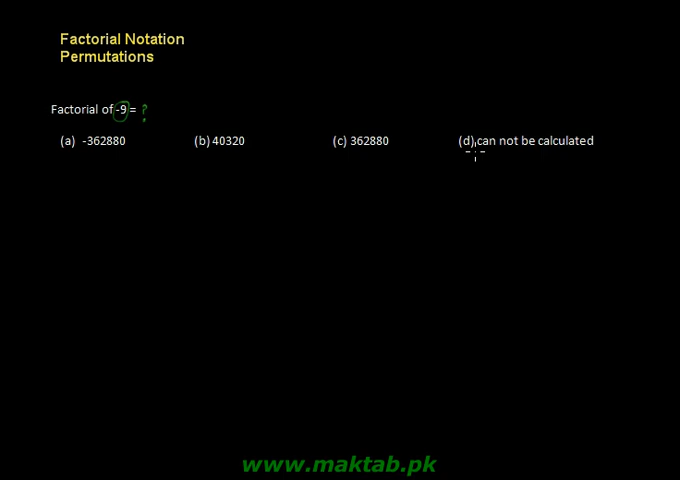 Factorial Notation
Permutations
Factorial of -9 = ?
(a) -362880 (b) 40320 (c) 362880 (d) can not be calculated
www.maktab.pk